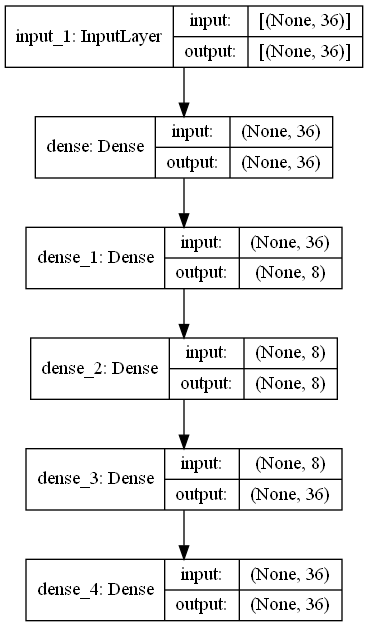 input_1: InputLayer
input: [(None, 36)]
output: [(None, 36)]
dense: Dense
input: (None, 36)
output: (None, 36)
dense_1: Dense
input: (None, 36)
output: (None, 8)
dense_2: Dense
input: (None, 8)
output: (None, 8)
dense_3: Dense
input: (None, 8)
output: (None, 36)
dense_4: Dense
input: (None, 36)
output: (None, 36)